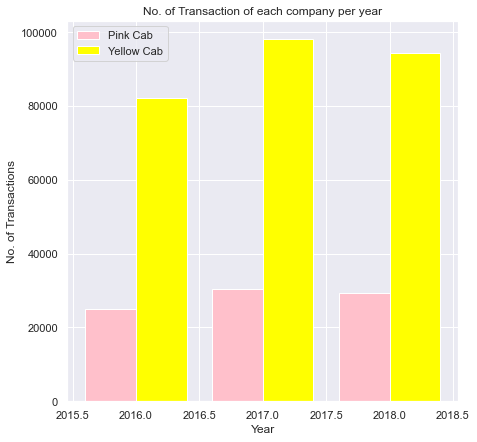 No. of Transaction of each company per year
Pink Cab
Yellow Cab
100000
80000
60000
40000
20000
0
No. of Transactions
2015.5 2016.0 2016.5 2017.0 2017.5 2018.0 2018.5
Year